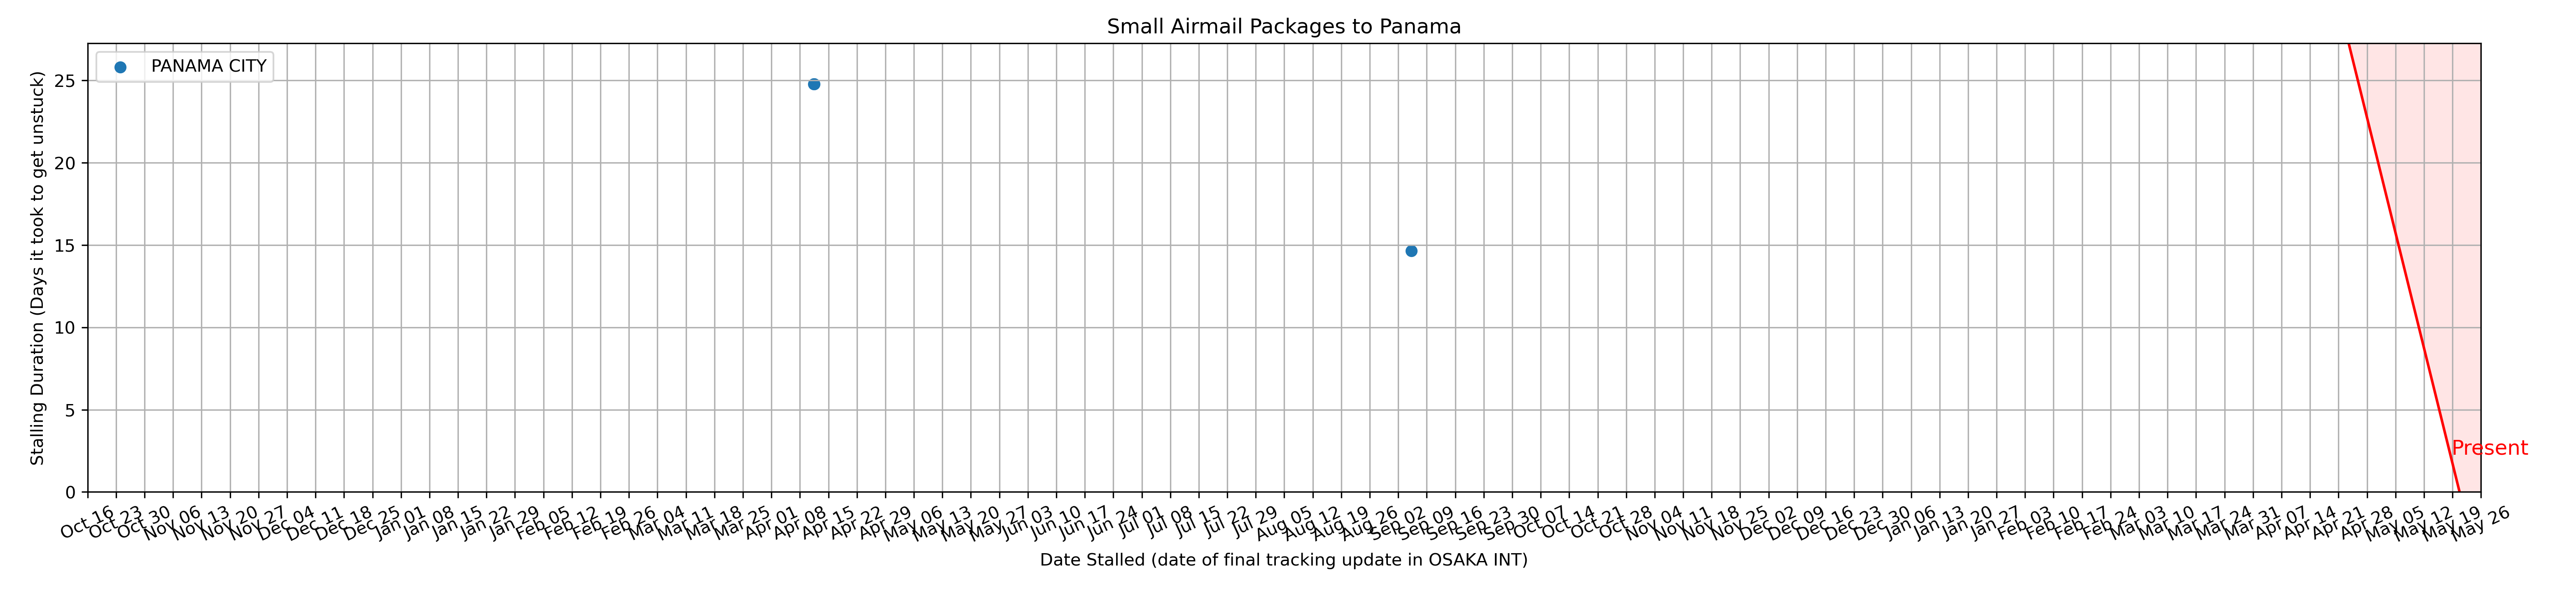 Small Airmail Packages to Panama
PANAMA CITY
Stalling Duration (Days it took to get unstuck)
25
20
15
10
5
0
Present
Oct 16
Oct 23
Oct 30
Nov 06
Nov 13
Nov 20
Nov 27
Dec 04
Dec 11
Dec 18
Dec 25
Jan 01
Jan 08
Jan 15
Jan 22
Jan 29
Feb 05
Feb 12
Feb 19
Feb 26
Mar 04
Mar 11
Mar 18
Mar 25
Apr 01
Apr 08
Apr 15
Apr 22
Apr 29
May 06
May 13
May 20
May 27
Jun 03
Jun 10
Jun 17
Jun 24
Jul 01
Jul 08
Jul 15
Jul 22
Jul 29
Aug 05
Aug 12
Aug 19
Aug 26
Sep 02
Sep 09
Sep 16
Sep 23
Sep 30
Oct 07
Oct 14
Oct 21
Oct 28
Nov 04
Nov 11
Nov 18
Nov 25
Dec 02
Dec 09
Dec 16
Dec 23
Dec 30
Jan 06
Jan 13
Jan 20
Jan 27
Feb 03
Feb 10
Feb 17
Feb 24
Mar 03
Mar 10
Mar 17
Mar 24
Mar 31
Apr 07
Apr 14
Apr 21
Apr 28
May 05
May 12
May 19
May 26
Date Stalled (date of final tracking update in OSAKA INT)